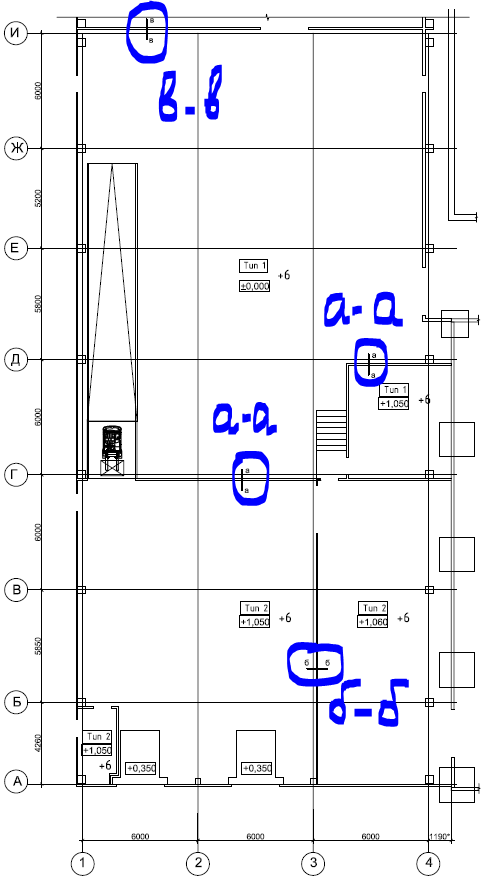 И
в
в
в-в
6000
Ж
5200
Е
Тип 1
+6
±0,000
5800
а-а
Д
а
а
Тип 1
+1,050
+6
6000
а-а
Г
а
а
6000
В
Тип 2
+1,050
+6
Тип 2
+1,060
+6
5850
б б
б-б
Б
4260
Тип 2
+1,050
+6
+0,350
+0,350
А
6000
6000
6000
1190*
1
2
3
4